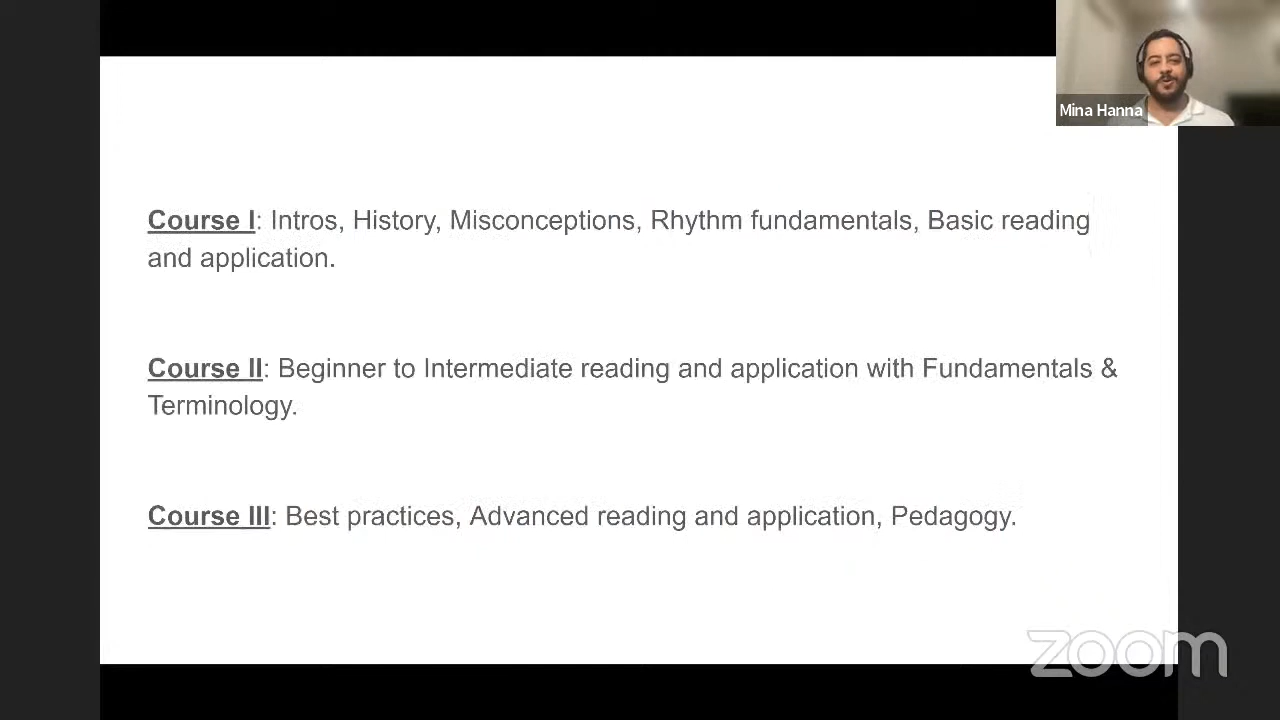 Mina Hanna
Course I: Intros, History, Misconceptions, Rhythm fundamentals, Basic reading
and application.
Course II: Beginner to Intermediate reading and application with Fundamentals &
Terminology.
Course III: Best practices, Advanced reading and application, Pedagogy.
zoom